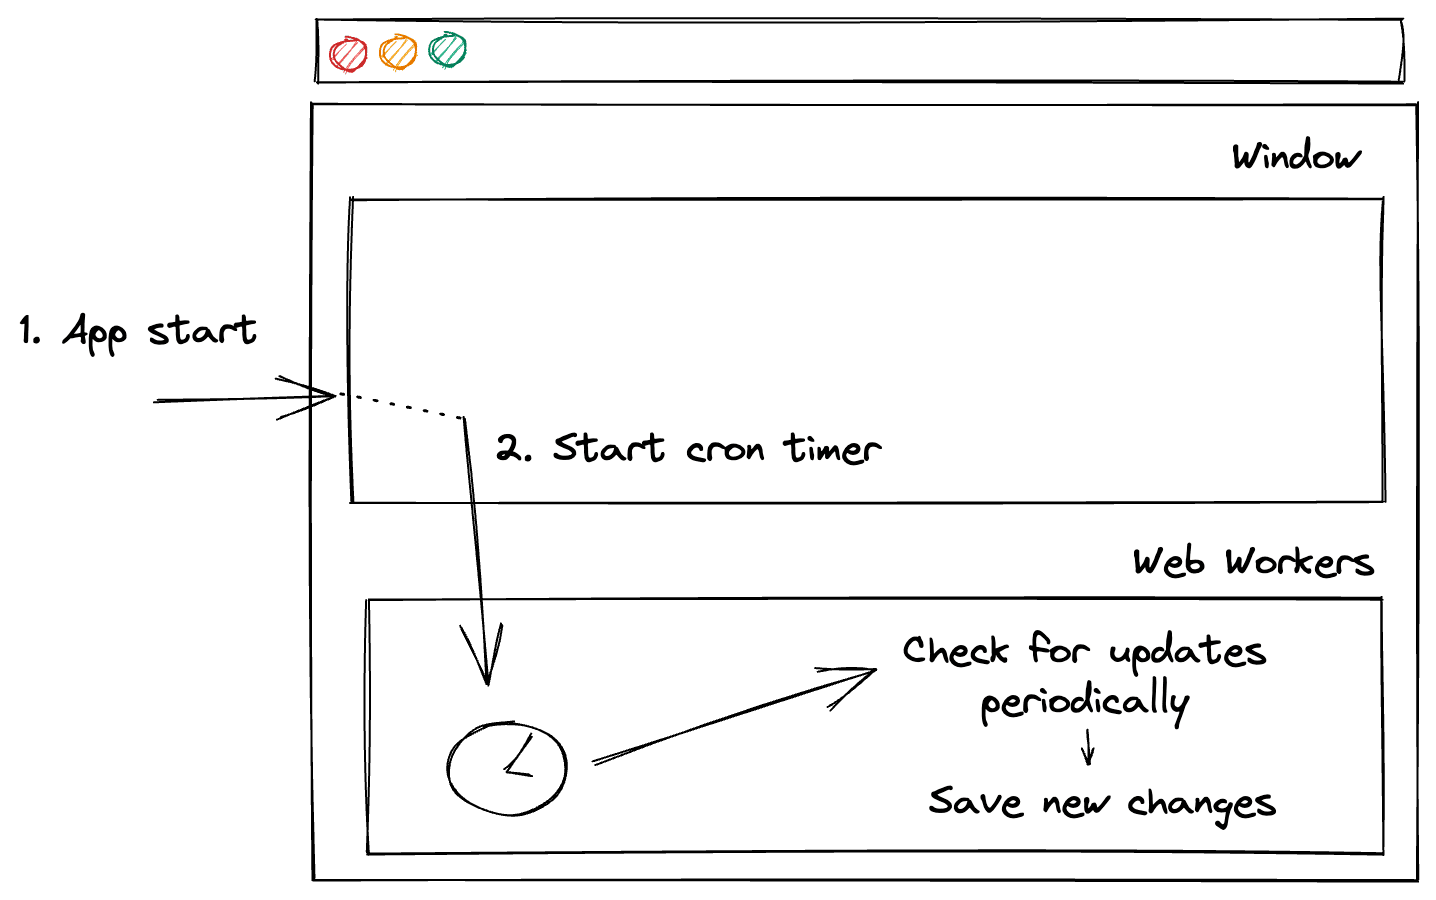 Window
1. App start
2. Start cron timer
Web Workers
Check for updates
periodically
Save new changes